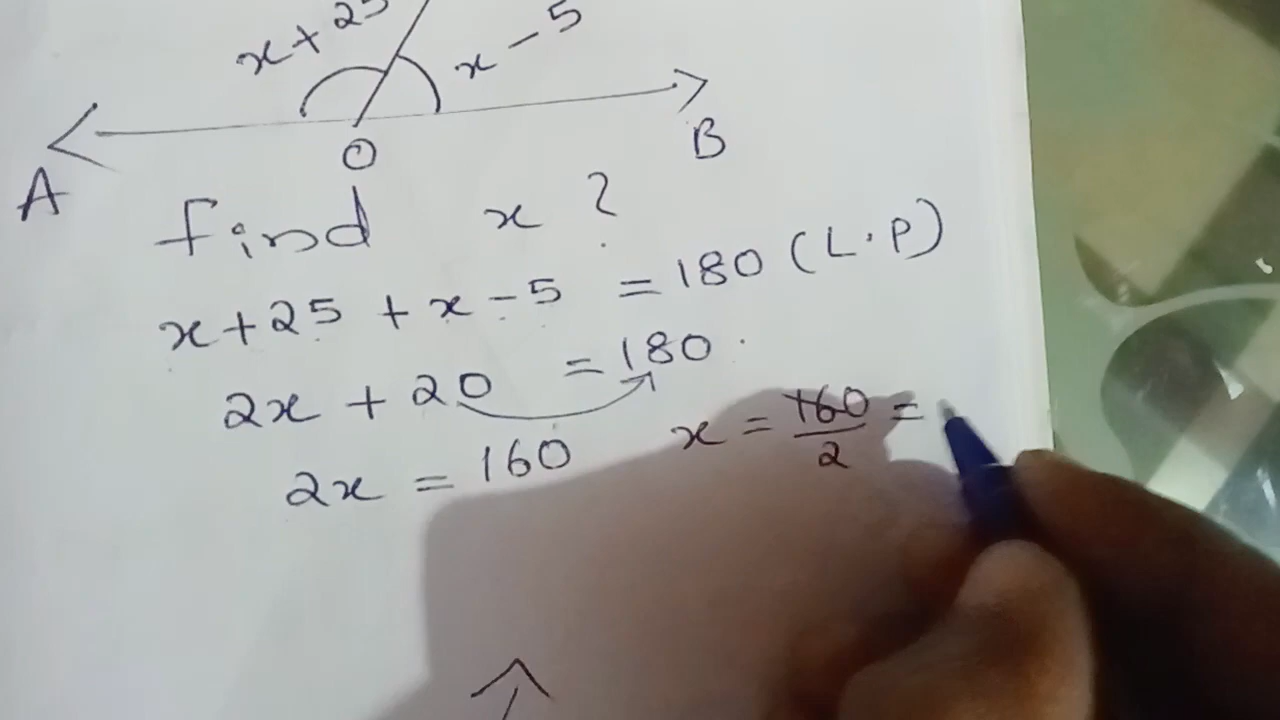 x+25 x-5
A O B
find x ?
x+25 + x-5 = 180 (L.P)
2x + 20 = 180
2x = 160 x = 160/2 =